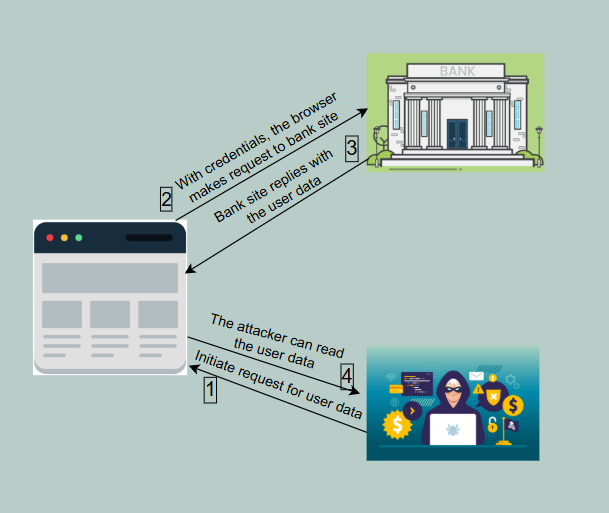 BANK
With credentials, the browser
makes request to bank site
2
3
Bank site replies with
the user data
The attacker can read
the user data
4
Initiate request for user data
1